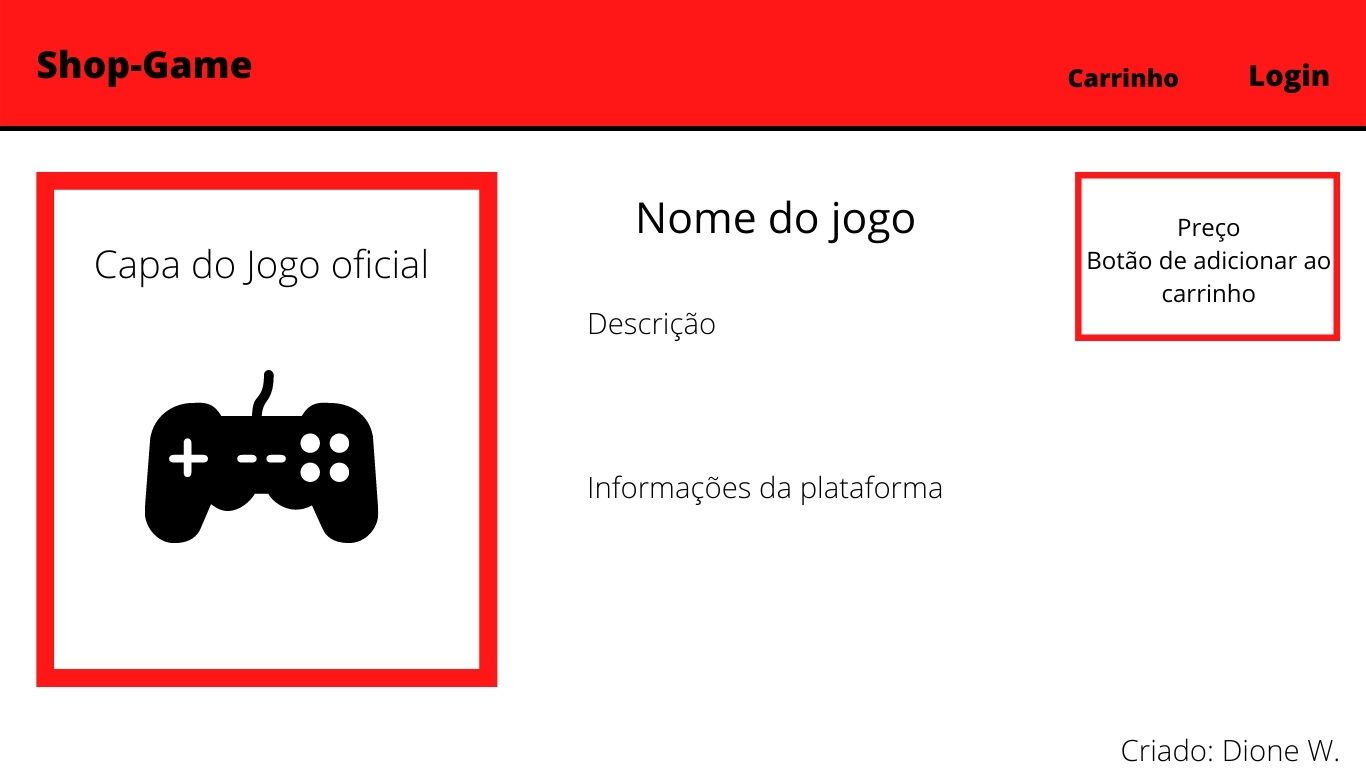 Shop-Game
Carrinho
Login
Capa do Jogo oficial
Nome do jogo
Descrição
Informações da plataforma
Preço
Botão de adicionar ao
carrinho
Criado: Dione W.